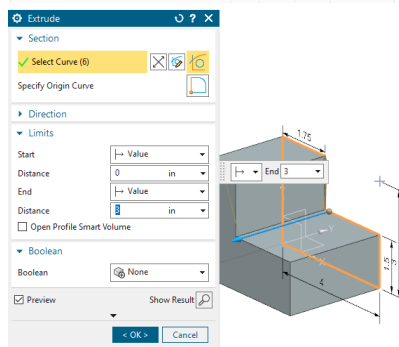 Extrude ? ×
Section
Select Curve (6)
Specify Origin Curve
Direction
Limits
Start Value
Distance 0 in
End Value
Distance 3 in
Open Profile Smart Volume
Boolean
Boolean None
Preview Show Result
< OK > Cancel
1.75
End 3
Y
X
4
1.5
3